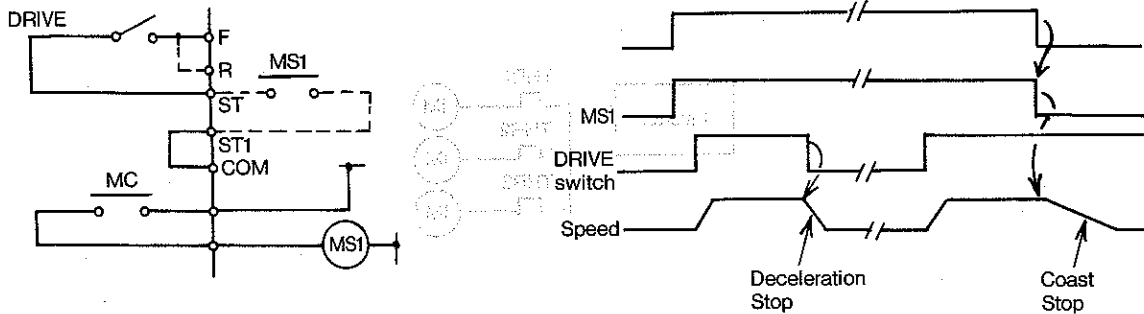 DRIVE
F
R
MS1
ST
ST1
COM
MC
MS1
MS1
DRIVE
switch
Speed
Deceleration
Stop
Coast
Stop